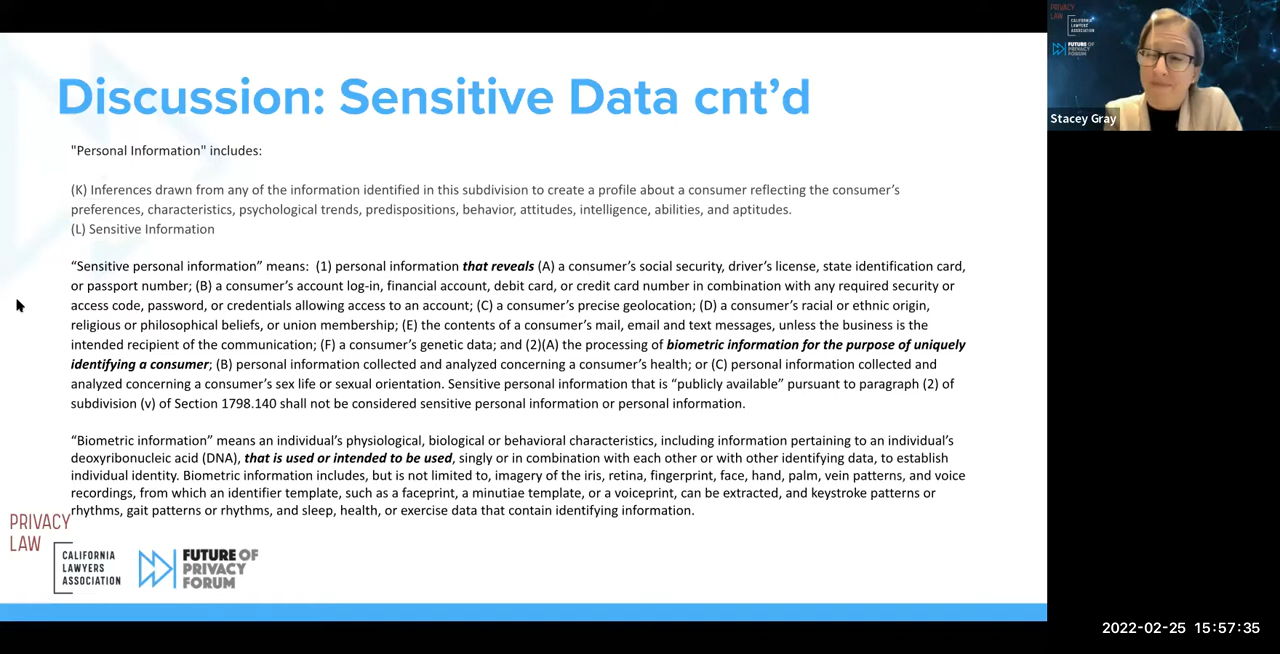 Discussion: Sensitive Data cnt’d
"Personal Information" includes:
(K) Inferences drawn from any of the information identified in this subdivision to create a profile about a consumer reflecting the consumer’s
preferences, characteristics, psychological trends, predispositions, behavior, attitudes, intelligence, abilities, and aptitudes.
(L) Sensitive Information
“Sensitive personal information” means:  (1) personal information that reveals (A) a consumer’s social security, driver’s license, state identification card,
or passport number; (B) a consumer’s account log-in, financial account, debit card, or credit card number in combination with any required security or
access code, password, or credentials allowing access to an account; (C) a consumer’s precise geolocation; (D) a consumer’s racial or ethnic origin,
religious or philosophical beliefs, or union membership; (E) the contents of a consumer’s mail, email and text messages, unless the business is the
intended recipient of the communication; (F) a consumer’s genetic data; and (2)(A) the processing of biometric information for the purpose of uniquely
identifying a consumer; (B) personal information collected and analyzed concerning a consumer’s health; or (C) personal information collected and
analyzed concerning a consumer’s sex life or sexual orientation. Sensitive personal information that is “publicly available” pursuant to paragraph (2) of
subdivision (v) of Section 1798.140 shall not be considered sensitive personal information or personal information.
“Biometric information” means an individual’s physiological, biological or behavioral characteristics, including information pertaining to an individual’s
deoxyribonucleic acid (DNA), that is used or intended to be used, singly or in combination with each other or with other identifying data, to establish
individual identity. Biometric information includes, but is not limited to, imagery of the iris, retina, fingerprint, face, hand, palm, vein patterns, and voice
recordings, from which an identifier template, such as a faceprint, a minutiae template, or a voiceprint, can be extracted, and keystroke patterns or
rhythms, gait patterns or rhythms, and sleep, health, or exercise data that contain identifying information.
PRIVACY
LAW
CALIFORNIA
LAWYERS
ASSOCIATION
FUTURE OF
PRIVACY
FORUM
PRIVACY
LAW
CALIFORNIA
LAWYERS
ASSOCIATION
FUTURE OF
PRIVACY
FORUM
Stacey Gray
2022-02-25 15:57:35